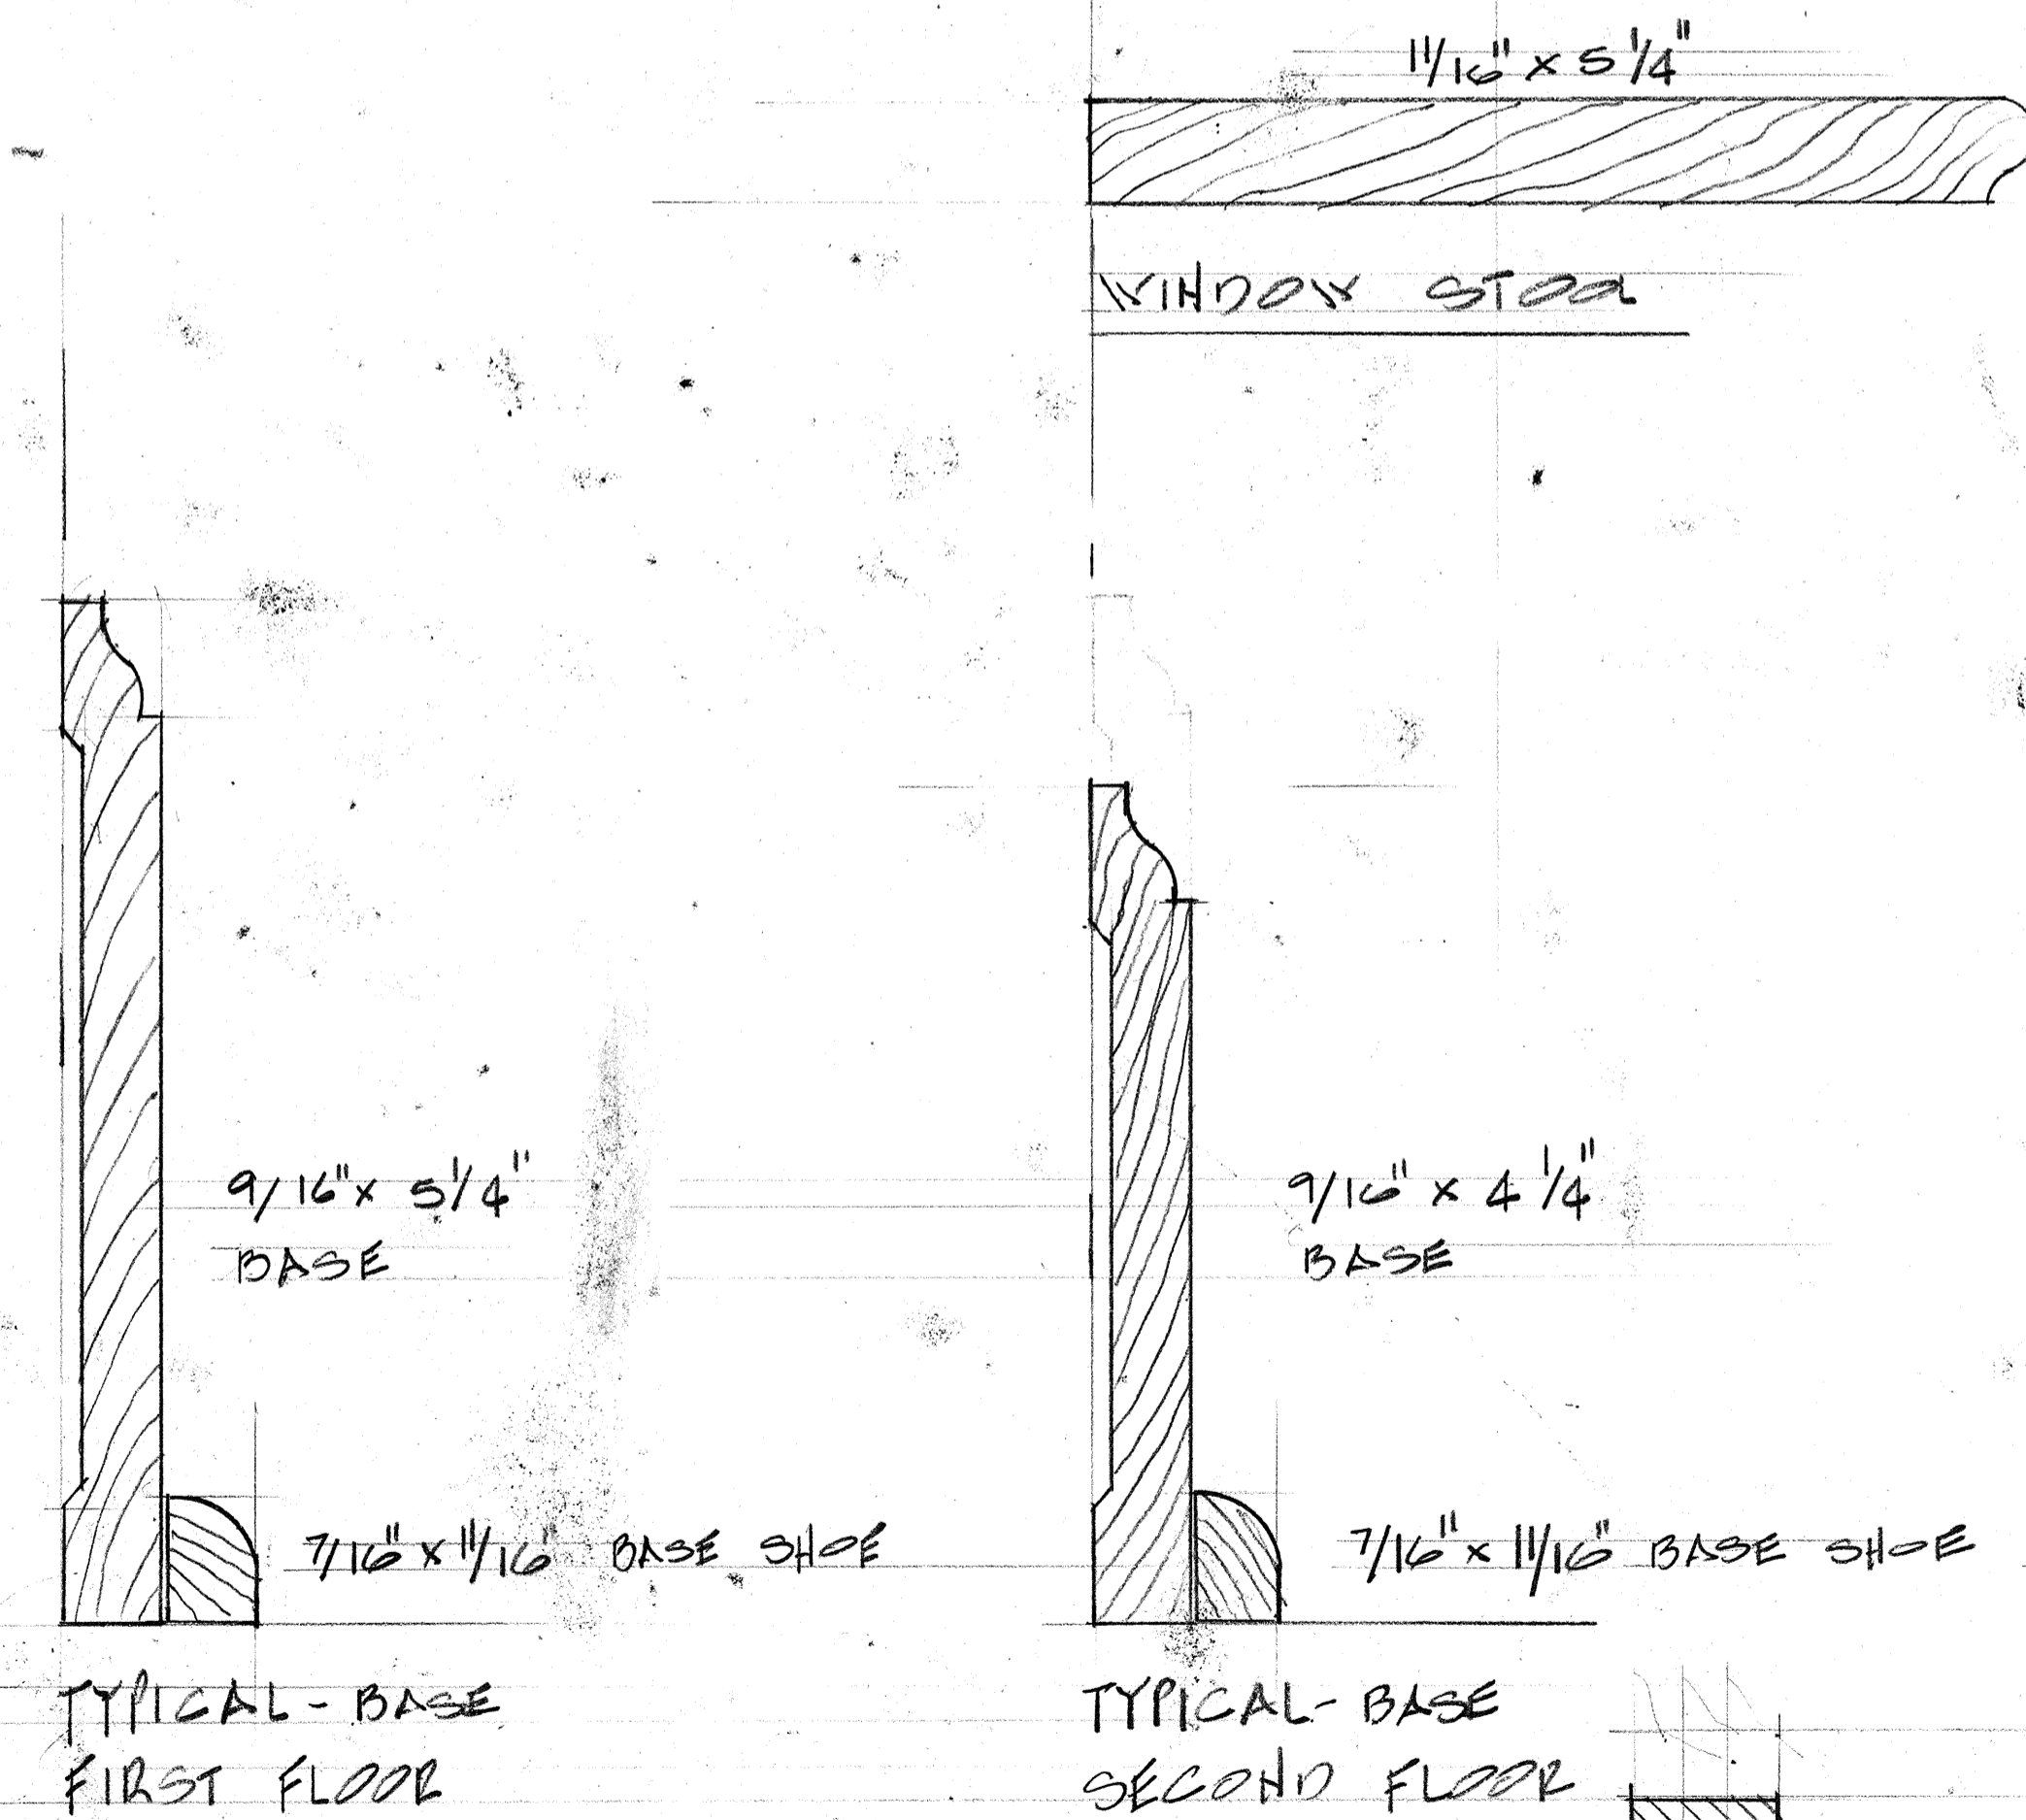 11/16" x 5 1/4"
WINDOW STOOL
9/16" x 5 1/4"
BASE
7/16" x 11/16" BASE SHOE
TYPICAL - BASE
FIRST FLOOR
9/16" x 4 1/4"
BASE
7/16" x 11/16" BASE SHOE
TYPICAL - BASE
SECOND FLOOR